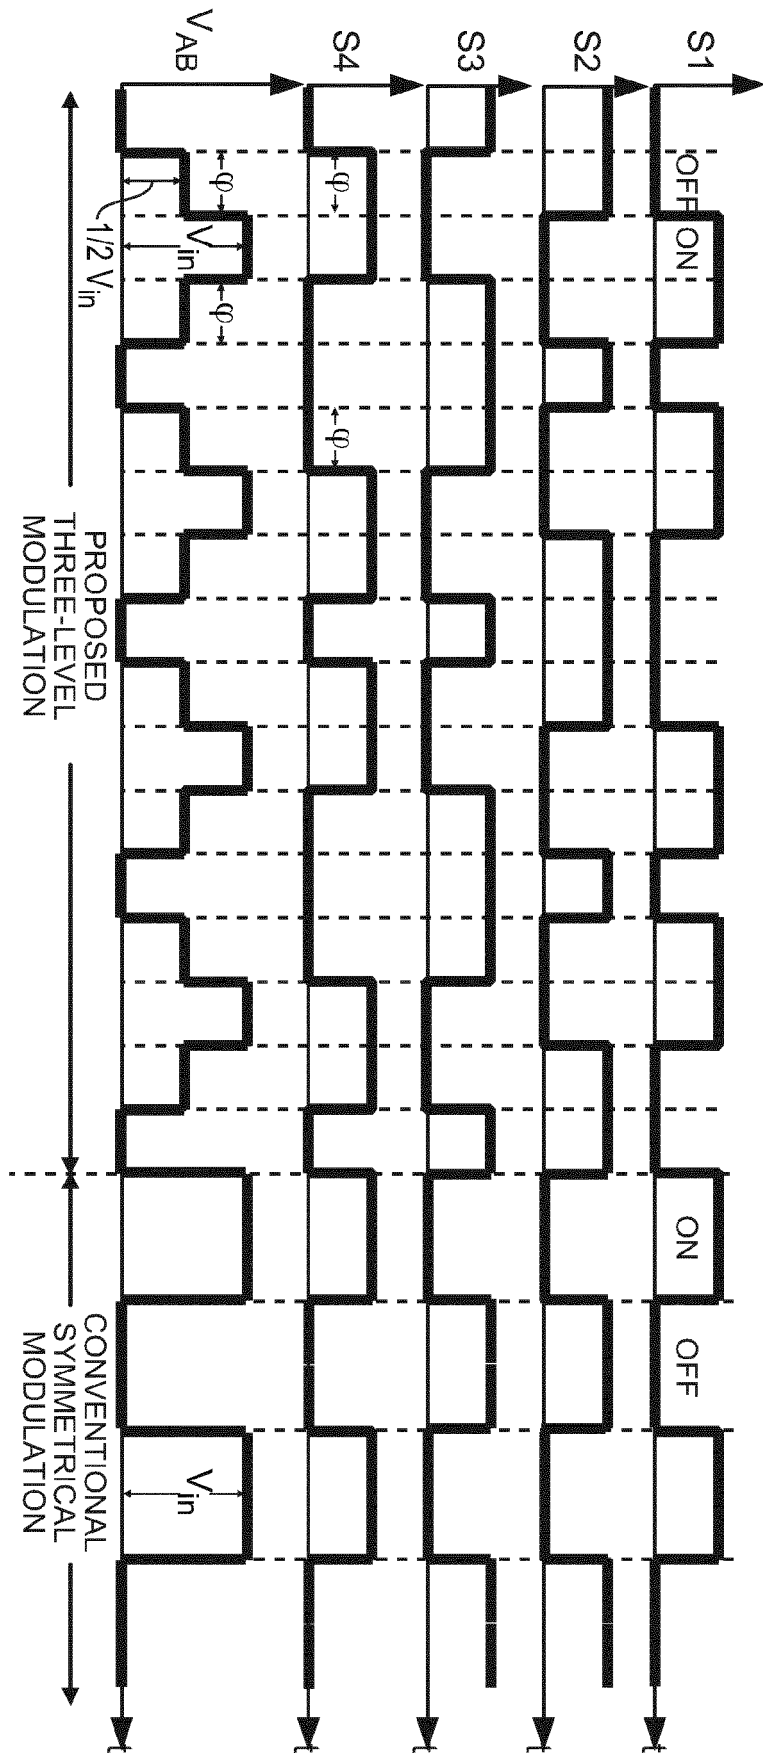 S1
OFF
ON
ON
OFF
t
S2
t
S3
t
S4
φ
φ
t
V_AB
φ
V_in
φ
1/2 V_in
V_in
t
PROPOSED
THREE-LEVEL
MODULATION
CONVENTIONAL
SYMMETRICAL
MODULATION